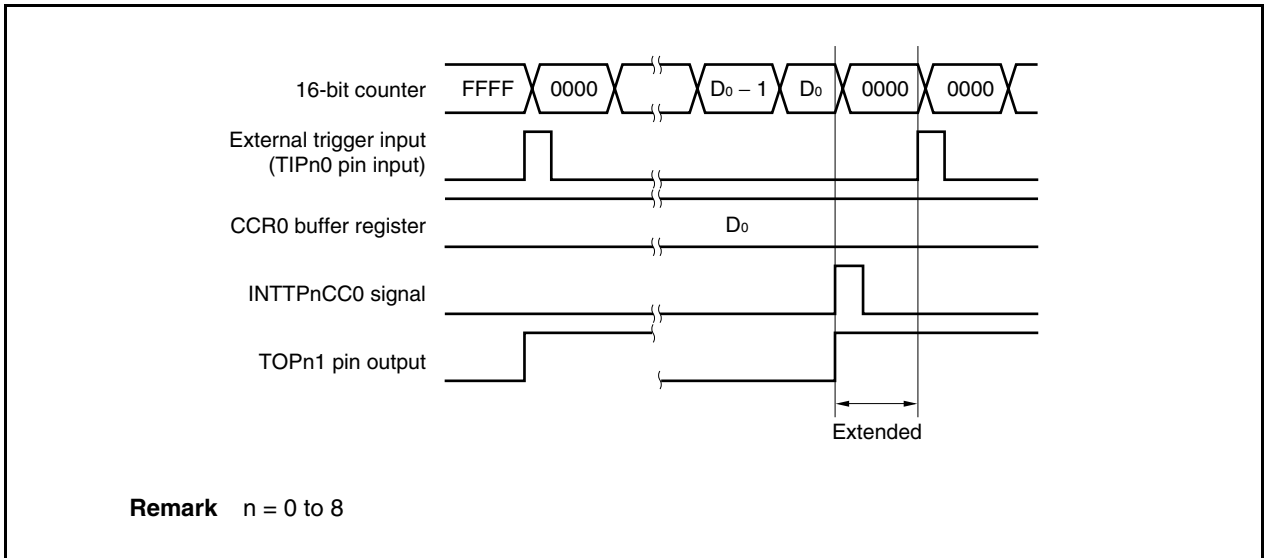 16-bit counter FFFF 0000 D0 − 1 D0 0000 0000
External trigger input
(TIPn0 pin input)
CCR0 buffer register D0
INTTPnCC0 signal
TOPn1 pin output
Extended
Remark n = 0 to 8